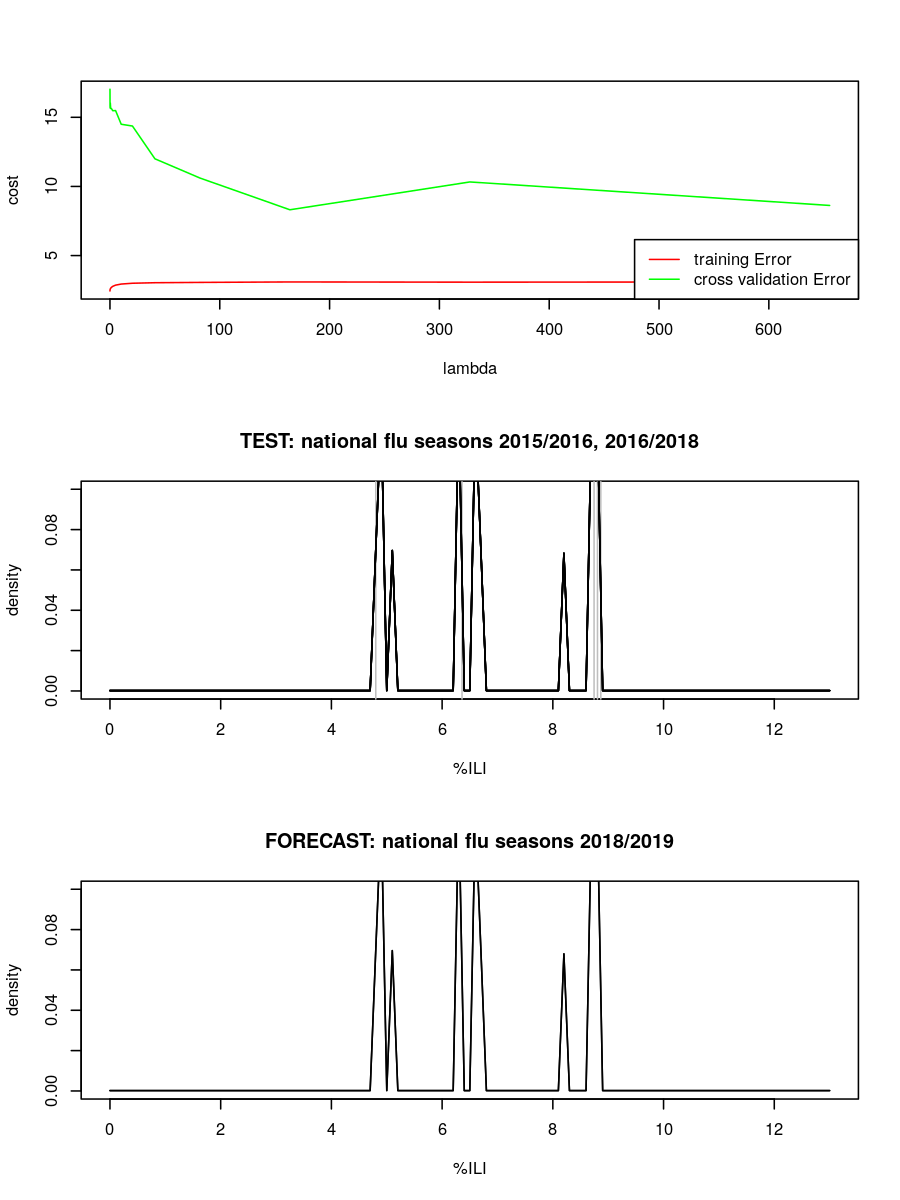 cost
15
10
5
training Error
cross validation Error
0 100 200 300 400 500 600
lambda
TEST: national flu seasons 2015/2016, 2016/2018
density
0.08
0.04
0.00
0 2 4 6 8 10 12
%ILI
FORECAST: national flu seasons 2018/2019
density
0.08
0.04
0.00
0 2 4 6 8 10 12
%ILI